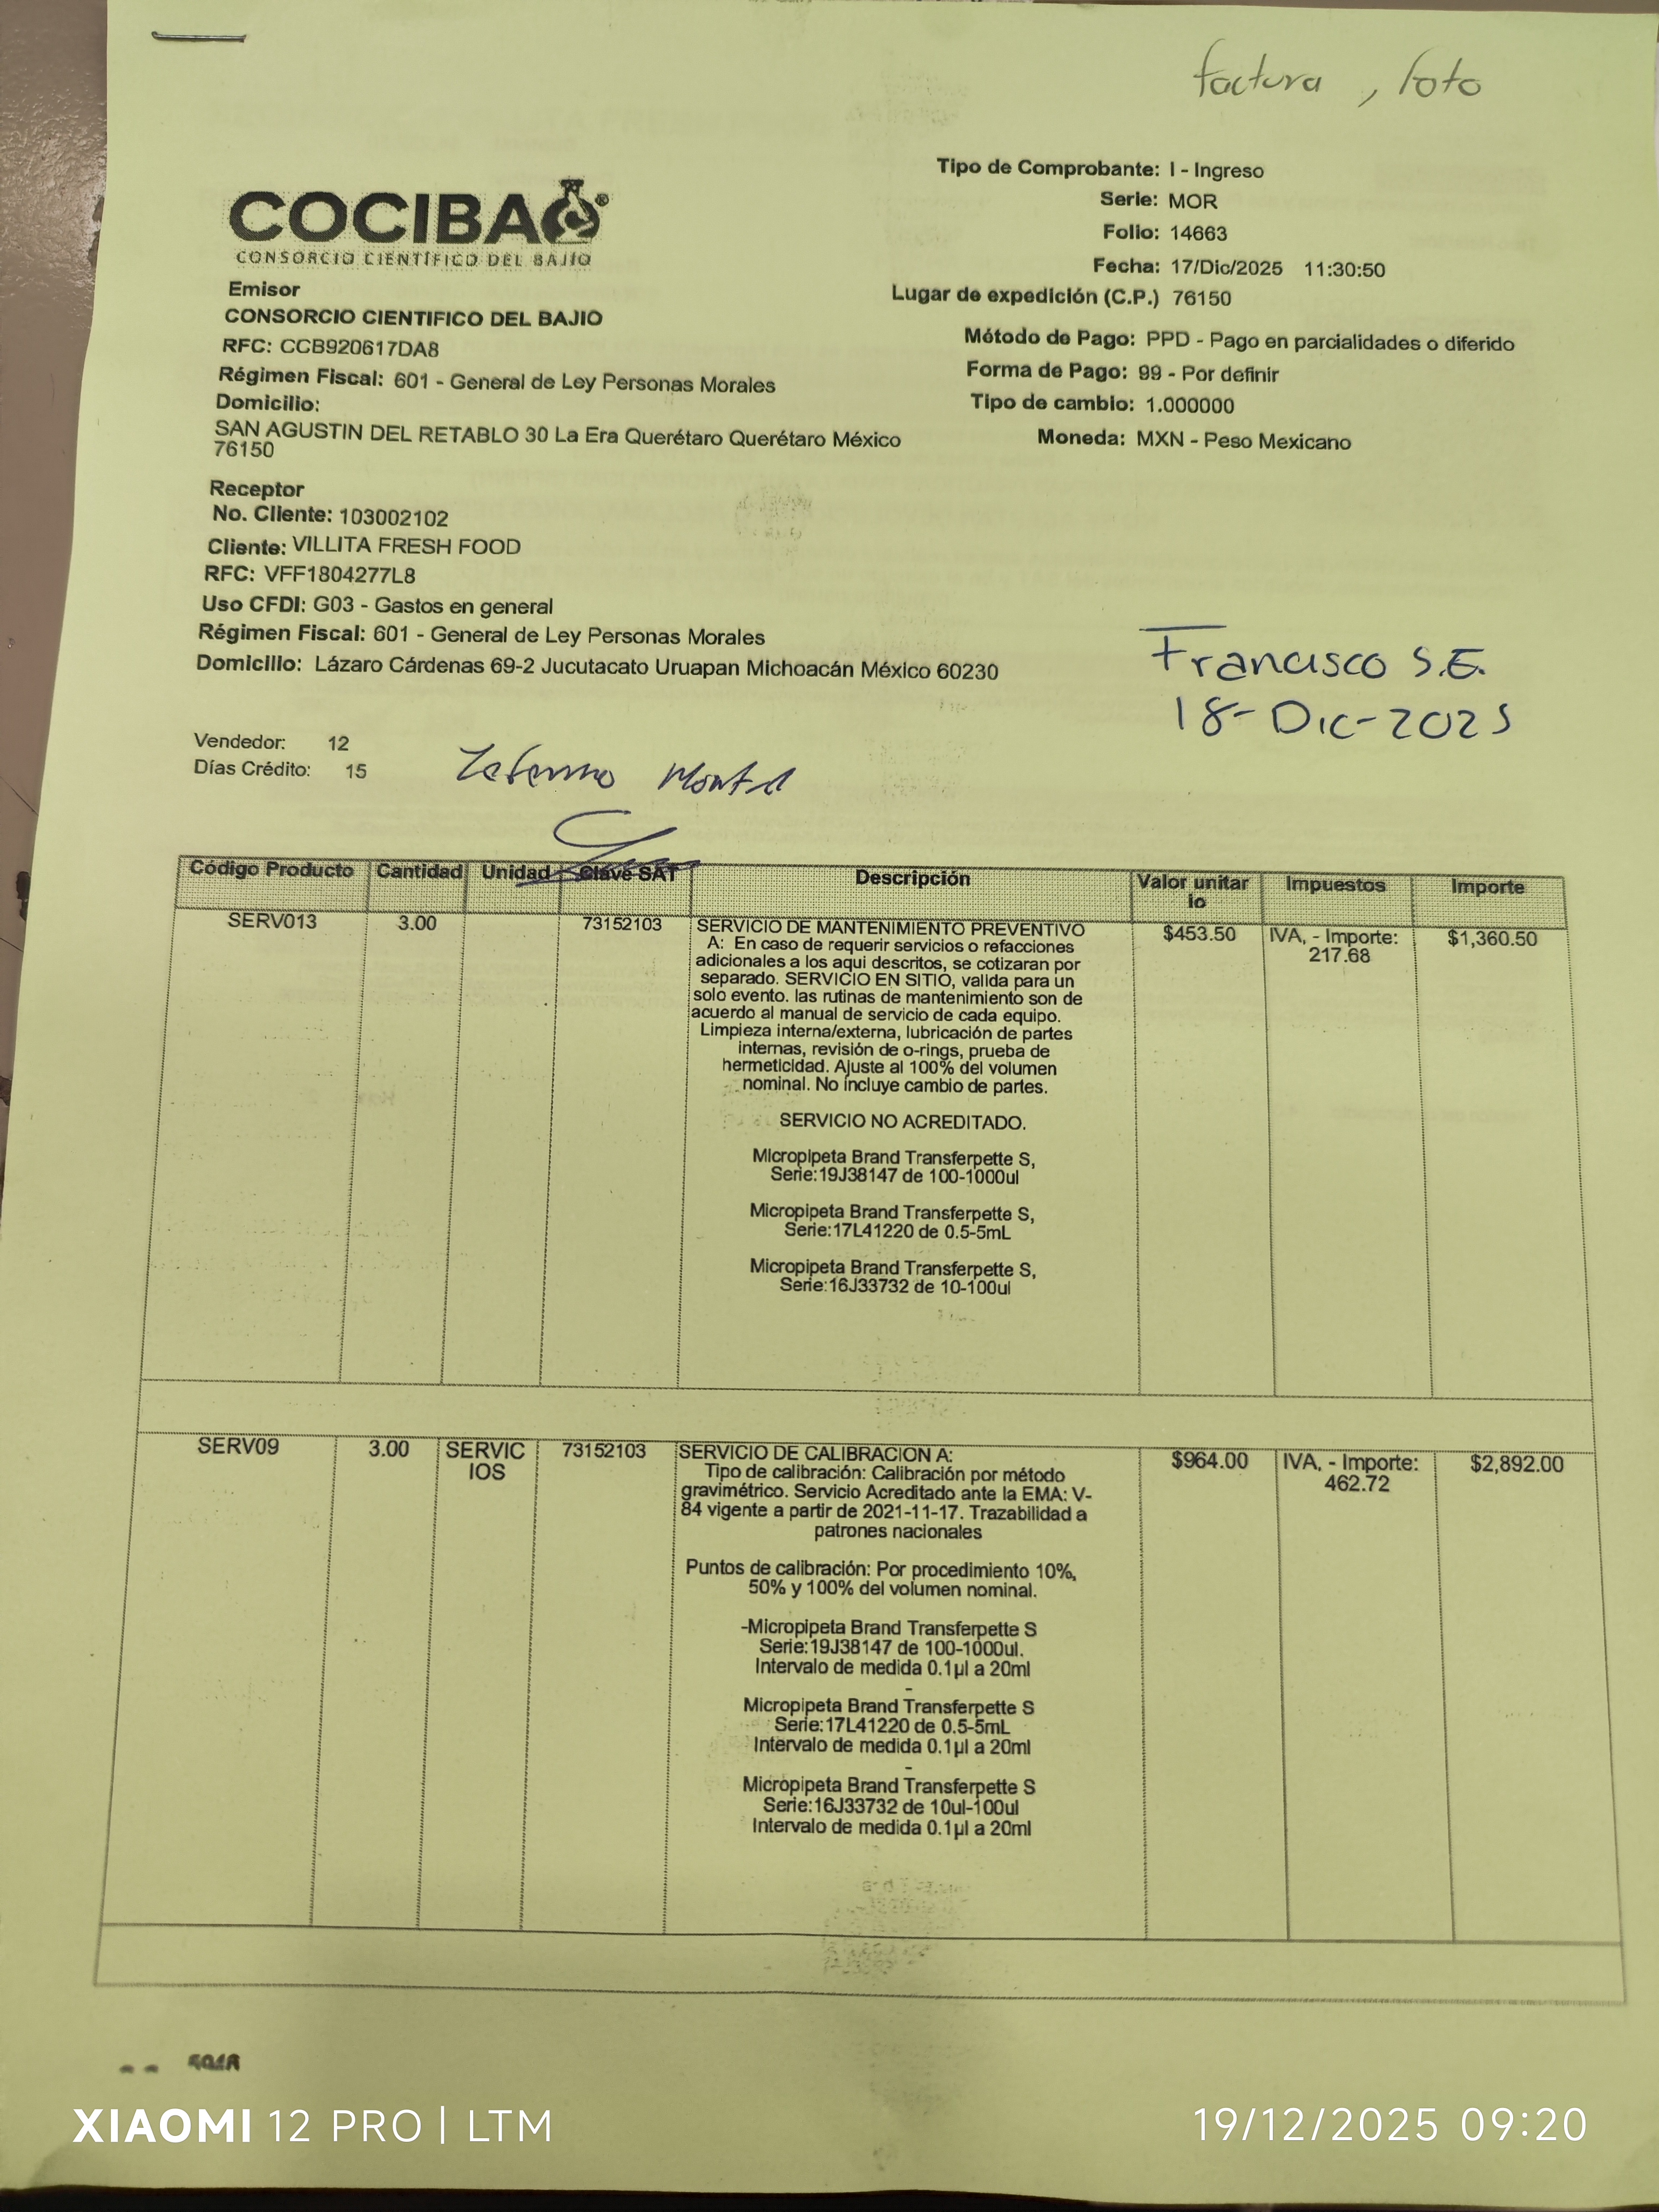 factura , foto
COCIBA
CONSORCIO CIENTÍFICO DEL BAJÍO
Tipo de Comprobante: I - Ingreso
Serie: MOR
Folio: 14663
Fecha: 17/Dic/2025 11:30:50
Lugar de expedición (C.P.) 76150
Método de Pago: PPD - Pago en parcialidades o diferido
Forma de Pago: 99 - Por definir
Tipo de cambio: 1.000000
Moneda: MXN - Peso Mexicano
Emisor
CONSORCIO CIENTIFICO DEL BAJIO
RFC: CCB920617DA8
Régimen Fiscal: 601 - General de Ley Personas Morales
Domicilio:
SAN AGUSTIN DEL RETABLO 30 La Era Querétaro Querétaro México
76150
Receptor
No. Cliente: 103002102
Cliente: VILLITA FRESH FOOD
RFC: VFF1804277L8
Uso CFDI: G03 - Gastos en general
Régimen Fiscal: 601 - General de Ley Personas Morales
Domicilio: Lázaro Cárdenas 69-2 Jucutacato Uruapan Michoacán México 60230
Francisco S.E.
18-Dic-2025
Vendedor: 12
Días Crédito: 15
Código Producto Cantidad Unidad Clave SAT Descripción Valor unitar Impuestos Importe
io
SERV013 3.00 73152103 SERVICIO DE MANTENIMIENTO PREVENTIVO $453.50 IVA, - Importe: $1,360.50
A: En caso de requerir servicios o refacciones 217.68
adicionales a los aqui descritos, se cotizaran por
separado. SERVICIO EN SITIO, valida para un
solo evento. las rutinas de mantenimiento son de
acuerdo al manual de servicio de cada equipo.
Limpieza interna/externa, lubricación de partes
internas, revisión de o-rings, prueba de
hermeticidad. Ajuste al 100% del volumen
nominal. No incluye cambio de partes.
SERVICIO NO ACREDITADO.
Micropipeta Brand Transferpette S,
Serie:19J38147 de 100-1000ul
Micropipeta Brand Transferpette S,
Serie:17L41220 de 0.5-5mL
Micropipeta Brand Transferpette S,
Serie:16J33732 de 10-100ul
SERV09 3.00 SERVIC 73152103 SERVICIO DE CALIBRACION A: $964.00 IVA, - Importe: $2,892.00
IOS Tipo de calibración: Calibración por método 462.72
gravimétrico. Servicio Acreditado ante la EMA: V-
84 vigente a partir de 2021-11-17. Trazabilidad a
patrones nacionales
Puntos de calibración: Por procedimiento 10%,
50% y 100% del volumen nominal.
-Micropipeta Brand Transferpette S
Serie:19J38147 de 100-1000ul.
Intervalo de medida 0.1µl a 20ml
-
Micropipeta Brand Transferpette S
Serie:17L41220 de 0.5-5mL
Intervalo de medida 0.1µl a 20ml
-
Micropipeta Brand Transferpette S
Serie:16J33732 de 10ul-100ul
Intervalo de medida 0.1µl a 20ml
XIAOMI 12 PRO | LTM
19/12/2025 09:20